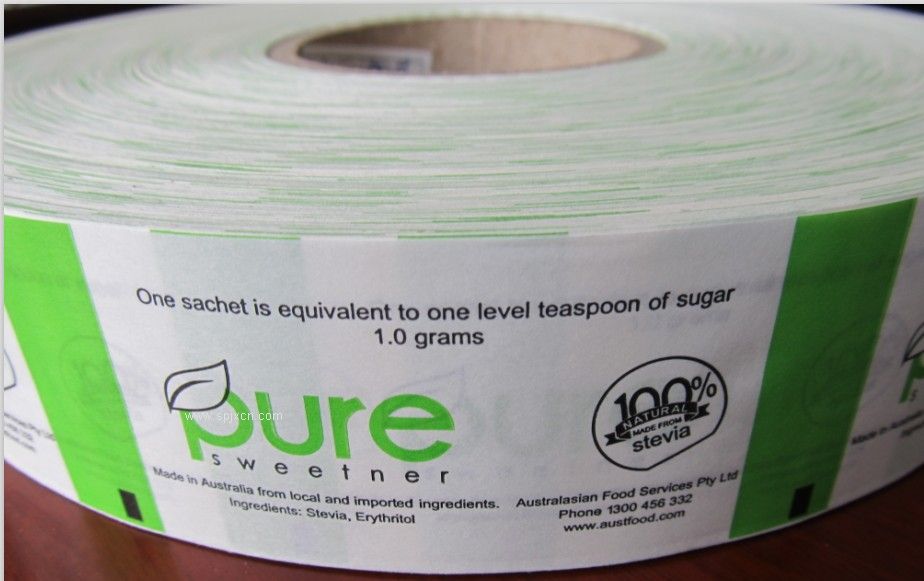 One sachet is equivalent to one level teaspoon of sugar
1.0 grams
pure
sweetner
www.spjxcn.com
100%
NATURAL
MADE FROM
stevia
Made in Australia from local and imported ingredients.
Ingredients: Stevia, Erythritol
Australasian Food Services Pty Ltd
Phone 1300 456 332
www.austfood.com